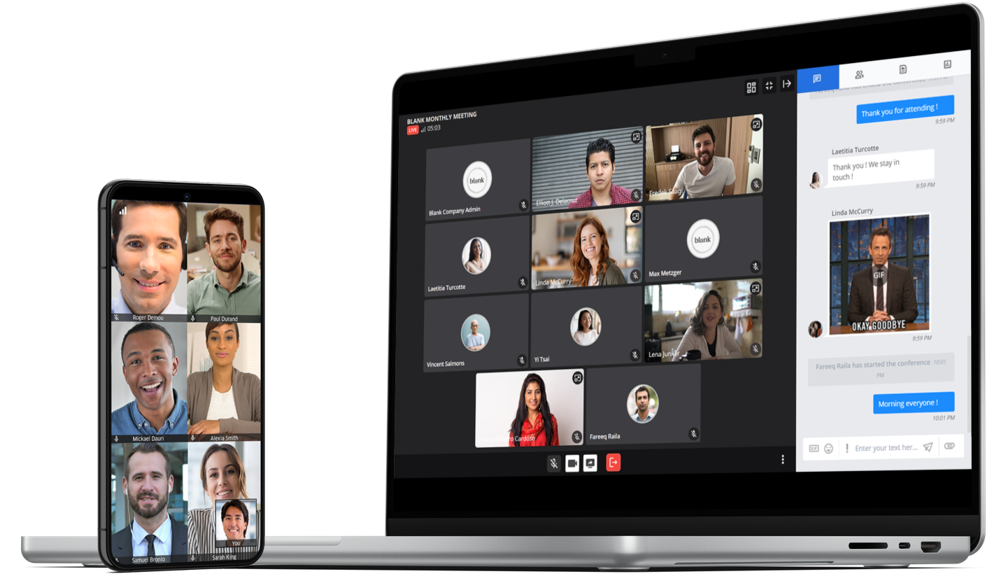 Roger Demou
Paul Durand
Mickael Dauri
Alexia Smith
Samuel Bronio
Sarah King
You
BLANK MONTHLY MEETING
LIVE
05:03
blank
Blank Company Admin
Elliott J. Delacruz
Fredek Snagi
Laetitia Turcotte
Linda McCurry
blank
Max Metzger
Vincent Salmons
Yi Tsai
Lena Junker
Cardoso
Fareeq Raila
has ended the conference
Thank you for attending !
9:59 PM
Laetitia Turcotte
Thank you ! We stay in
touch !
9:59 PM
Linda McCurry
GIF
OKAY GOODBYE
9:59 PM
Fareeq Raila has started the conference 10:01
PM
Morning everyone !
10:01 PM
GIF
Enter your text her...